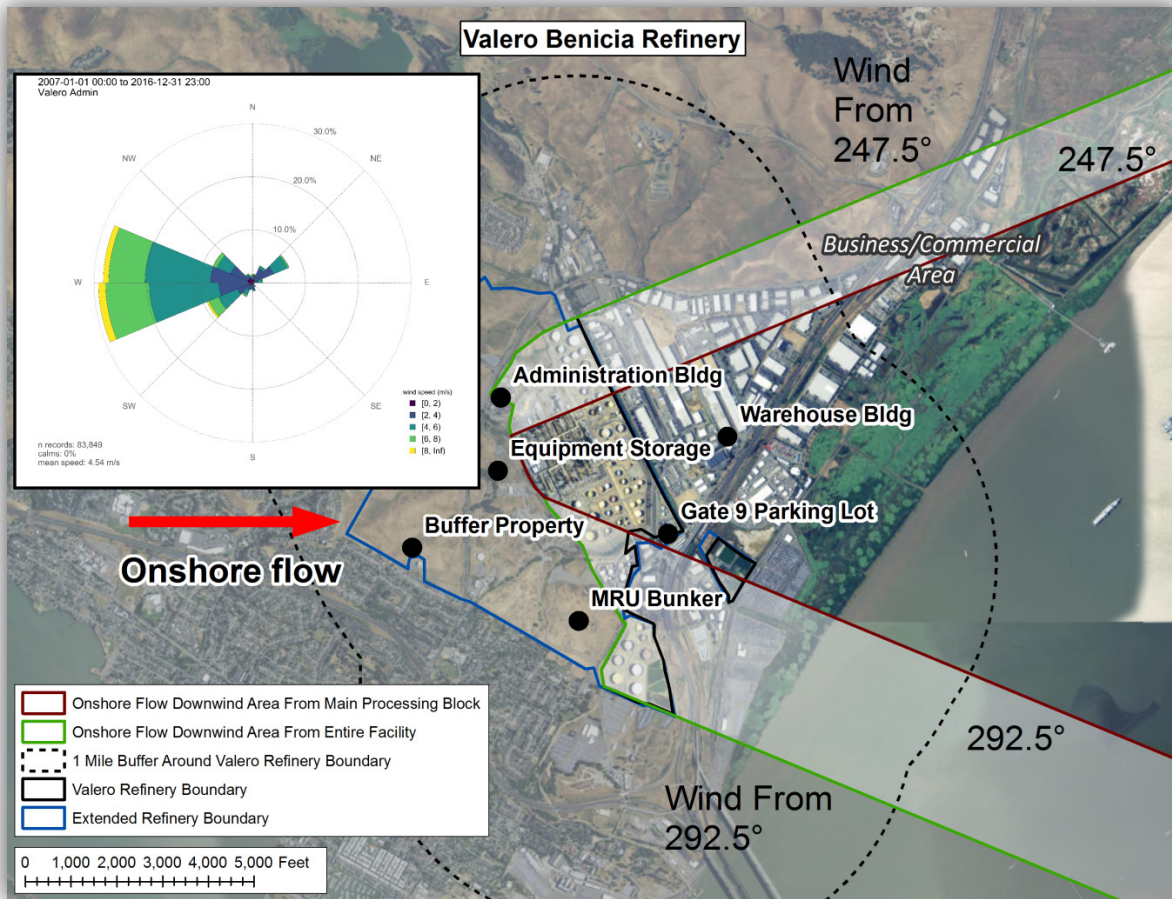 Valero Benicia Refinery
2007-01-01 00:00 to 2016-12-31 23:00
Valero Admin
N
30.0%
NW
NE
20.0%
10.0%
W
E
SW
SE
S
wind speed (m/s)
[0, 2)
[2, 4)
[4, 6)
[6, 8)
[8, Inf)
n records: 83,849
calms: 0%
mean speed: 4.54 m/s
Wind
From
247.5°
247.5°
Business/Commercial
Area
Administration Bldg
Warehouse Bldg
Equipment Storage
Gate 9 Parking Lot
Buffer Property
Onshore flow
MRU Bunker
292.5°
Wind From
292.5°
Onshore Flow Downwind Area From Main Processing Block
Onshore Flow Downwind Area From Entire Facility
1 Mile Buffer Around Valero Refinery Boundary
Valero Refinery Boundary
Extended Refinery Boundary
0 1,000 2,000 3,000 4,000 5,000 Feet